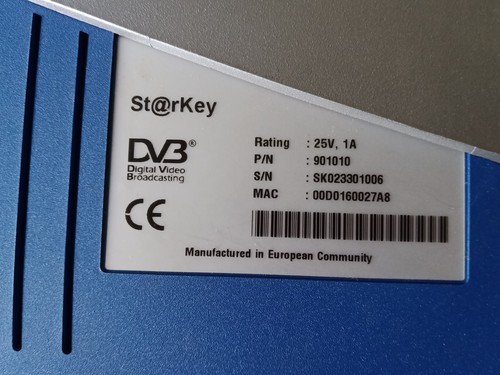 St@rKey
DVB®
Digital Video
Broadcasting
CE
Rating : 25V, 1A
P/N : 901010
S/N : SK023301006
MAC : 00D0160027A8
Manufactured in European Community